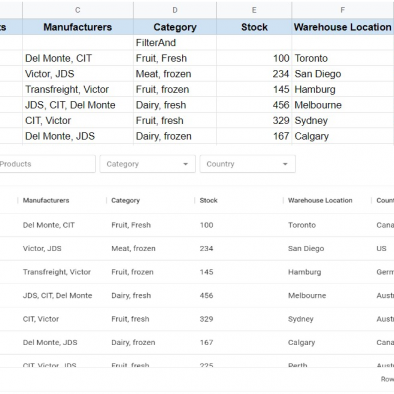 C D E F
ts Manufacturers Category Stock Warehouse Location
FilterAnd
Del Monte, CIT Fruit, Fresh 100 Toronto
Victor, JDS Meat, frozen 234 San Diego
Transfreight, Victor Fruit, frozen 145 Hamburg
JDS, CIT, Del Monte Dairy, fresh 456 Melbourne
CIT, Victor Fruit, fresh 329 Sydney
Del Monte, JDS Dairy, frozen 167 Calgary
Products Category Country
Manufacturers Category Stock Warehouse Location Coun
Del Monte, CIT Fruit, Fresh 100 Toronto Cana
Victor, JDS Meat, frozen 234 San Diego US
Transfreight, Victor Fruit, frozen 145 Hamburg Germ
JDS, CIT, Del Monte Dairy, fresh 456 Melbourne Austr
CIT, Victor Fruit, fresh 329 Sydney Austr
Del Monte, JDS Dairy, frozen 167 Calgary Cana
CIT, Victor, JDS Fruit, fresh 225 Perth Austr
Row